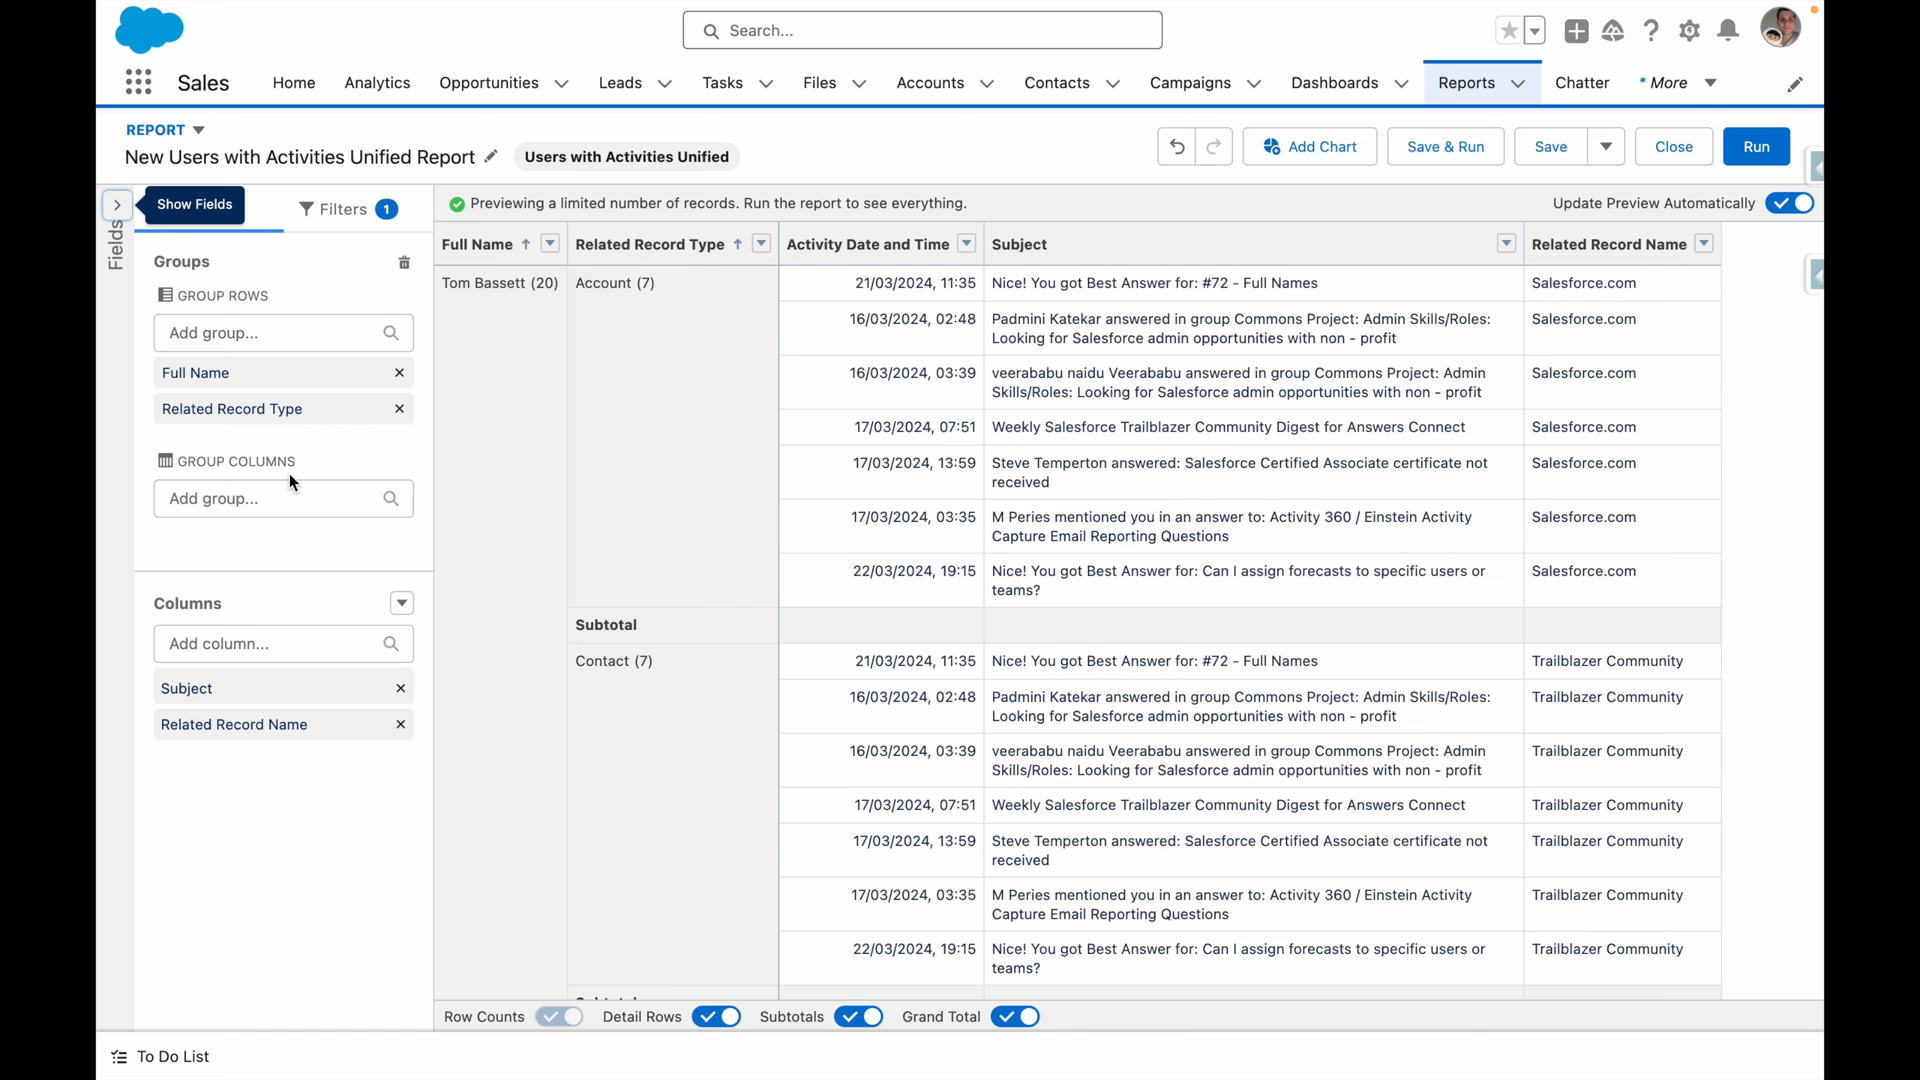 Search...
Sales
Home
Analytics
Opportunities
Leads
Tasks
Files
Accounts
Contacts
Campaigns
Dashboards
Reports
Chatter
* More
REPORT
New Users with Activities Unified Report
Users with Activities Unified
Add Chart
Save & Run
Save
Close
Run
Fields
Show Fields
Filters 1
Previewing a limited number of records. Run the report to see everything.
Update Preview Automatically
Groups
GROUP ROWS
Add group...
Full Name
Related Record Type
GROUP COLUMNS
Add group...
Columns
Add column...
Subject
Related Record Name
Full Name
Related Record Type
Activity Date and Time
Subject
Related Record Name
Tom Bassett (20)
Account (7)
21/03/2024, 11:35
Nice! You got Best Answer for: #72 - Full Names
Salesforce.com
16/03/2024, 02:48
Padmini Katekar answered in group Commons Project: Admin Skills/Roles:
Looking for Salesforce admin opportunities with non - profit
Salesforce.com
16/03/2024, 03:39
veerababu naidu Veerababu answered in group Commons Project: Admin
Skills/Roles: Looking for Salesforce admin opportunities with non - profit
Salesforce.com
17/03/2024, 07:51
Weekly Salesforce Trailblazer Community Digest for Answers Connect
Salesforce.com
17/03/2024, 13:59
Steve Temperton answered: Salesforce Certified Associate certificate not
received
Salesforce.com
17/03/2024, 03:35
M Peries mentioned you in an answer to: Activity 360 / Einstein Activity
Capture Email Reporting Questions
Salesforce.com
22/03/2024, 19:15
Nice! You got Best Answer for: Can I assign forecasts to specific users or
teams?
Salesforce.com
Subtotal
Contact (7)
21/03/2024, 11:35
Nice! You got Best Answer for: #72 - Full Names
Trailblazer Community
16/03/2024, 02:48
Padmini Katekar answered in group Commons Project: Admin Skills/Roles:
Looking for Salesforce admin opportunities with non - profit
Trailblazer Community
16/03/2024, 03:39
veerababu naidu Veerababu answered in group Commons Project: Admin
Skills/Roles: Looking for Salesforce admin opportunities with non - profit
Trailblazer Community
17/03/2024, 07:51
Weekly Salesforce Trailblazer Community Digest for Answers Connect
Trailblazer Community
17/03/2024, 13:59
Steve Temperton answered: Salesforce Certified Associate certificate not
received
Trailblazer Community
17/03/2024, 03:35
M Peries mentioned you in an answer to: Activity 360 / Einstein Activity
Capture Email Reporting Questions
Trailblazer Community
22/03/2024, 19:15
Nice! You got Best Answer for: Can I assign forecasts to specific users or
teams?
Trailblazer Community
Row Counts
Detail Rows
Subtotals
Grand Total
To Do List